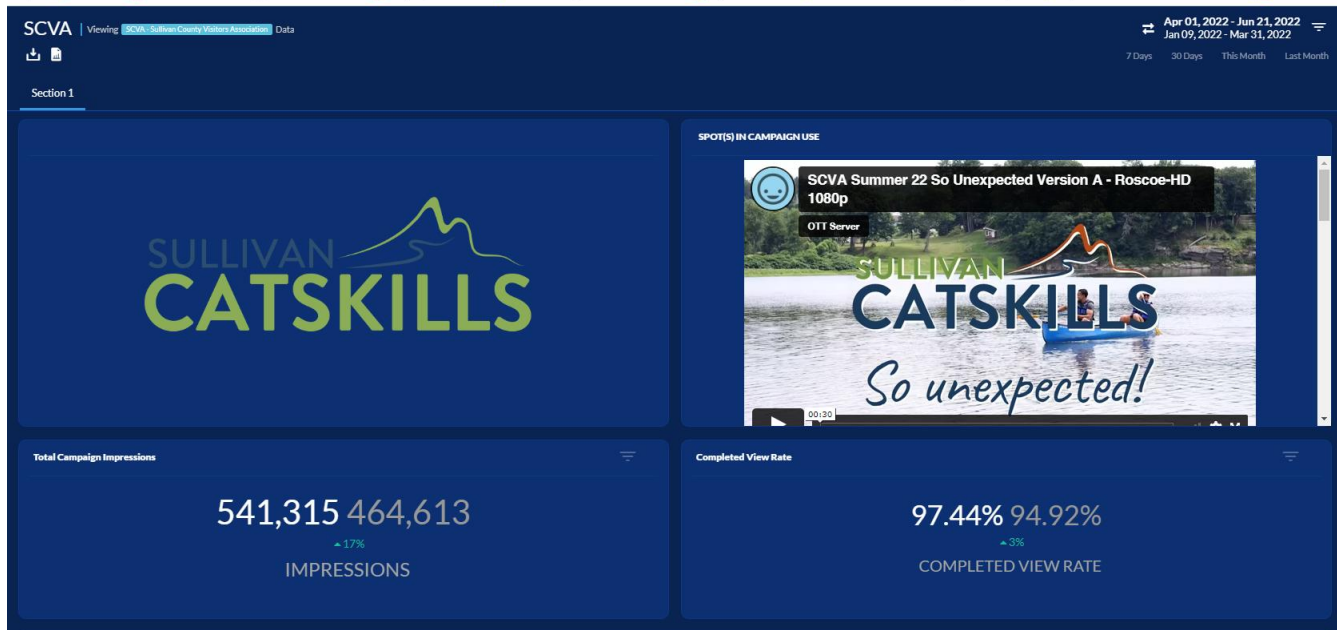 SCVA | Viewing SCVA - Sullivan County Visitors Association Data
Apr 01, 2022 - Jun 21, 2022
Jan 09, 2022 - Mar 31, 2022
7 Days 30 Days This Month Last Month
Section 1
SULLIVAN
CATSKILLS
SPOT(S) IN CAMPAIGN USE
SCVA Summer 22 So Unexpected Version A - Roscoe-HD
1080p
OTT Server
SULLIVAN
CATSKILLS
So unexpected!
00:30
Total Campaign Impressions
541,315 464,613
17%
IMPRESSIONS
Completed View Rate
97.44% 94.92%
3%
COMPLETED VIEW RATE